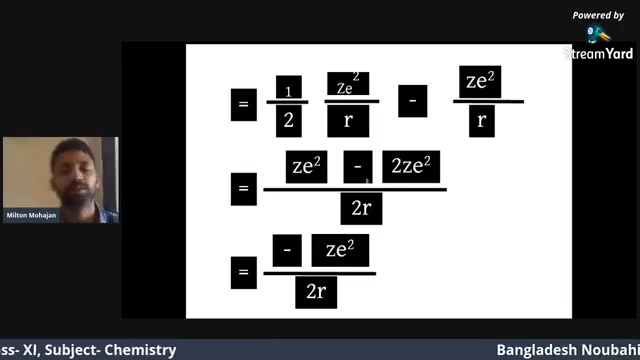 Powered by
StreamYard
= 1/2 Ze²/r - ze²/r
= ze² - 2ze²/2r
= - ze²/2r
Milton Mohajan
ss- XI, Subject- Chemistry
Bangladesh Noubahi